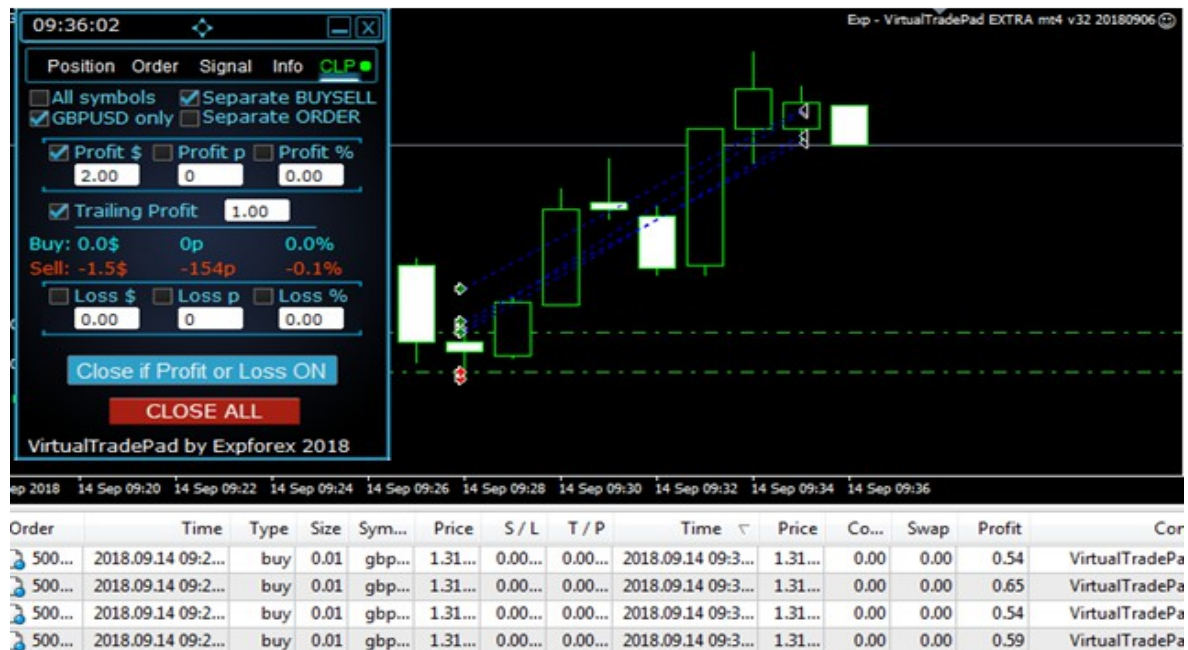 09:36:02
Exp - VirtualTradePad EXTRA mt4 v32 20180906
Position Order Signal Info CLP
All symbols Separate BUYSELL
GBPUSD only Separate ORDER
Profit $ Profit p Profit %
2.00 0 0.00
Trailing Profit 1.00
Buy: 0.0$ 0p 0.0%
Sell: -1.5$ -154p -0.1%
Loss $ Loss p Loss %
0.00 0 0.00
Close if Profit or Loss ON
CLOSE ALL
VirtualTradePad by Expforex 2018
ep 2018 14 Sep 09:20 14 Sep 09:22 14 Sep 09:24 14 Sep 09:26 14 Sep 09:28 14 Sep 09:30 14 Sep 09:32 14 Sep 09:34 14 Sep 09:36
Order Time Type Size Sym... Price S / L T / P Time Price Co... Swap Profit Cor
500... 2018.09.14 09:2... buy 0.01 gbp... 1.31... 0.00... 0.00... 2018.09.14 09:3... 1.31... 0.00 0.00 0.54 VirtualTradePa
500... 2018.09.14 09:2... buy 0.01 gbp... 1.31... 0.00... 0.00... 2018.09.14 09:3... 1.31... 0.00 0.00 0.65 VirtualTradePa
500... 2018.09.14 09:2... buy 0.01 gbp... 1.31... 0.00... 0.00... 2018.09.14 09:3... 1.31... 0.00 0.00 0.54 VirtualTradePa
500... 2018.09.14 09:2... buy 0.01 gbp... 1.31... 0.00... 0.00... 2018.09.14 09:3... 1.31... 0.00 0.00 0.59 VirtualTradePa